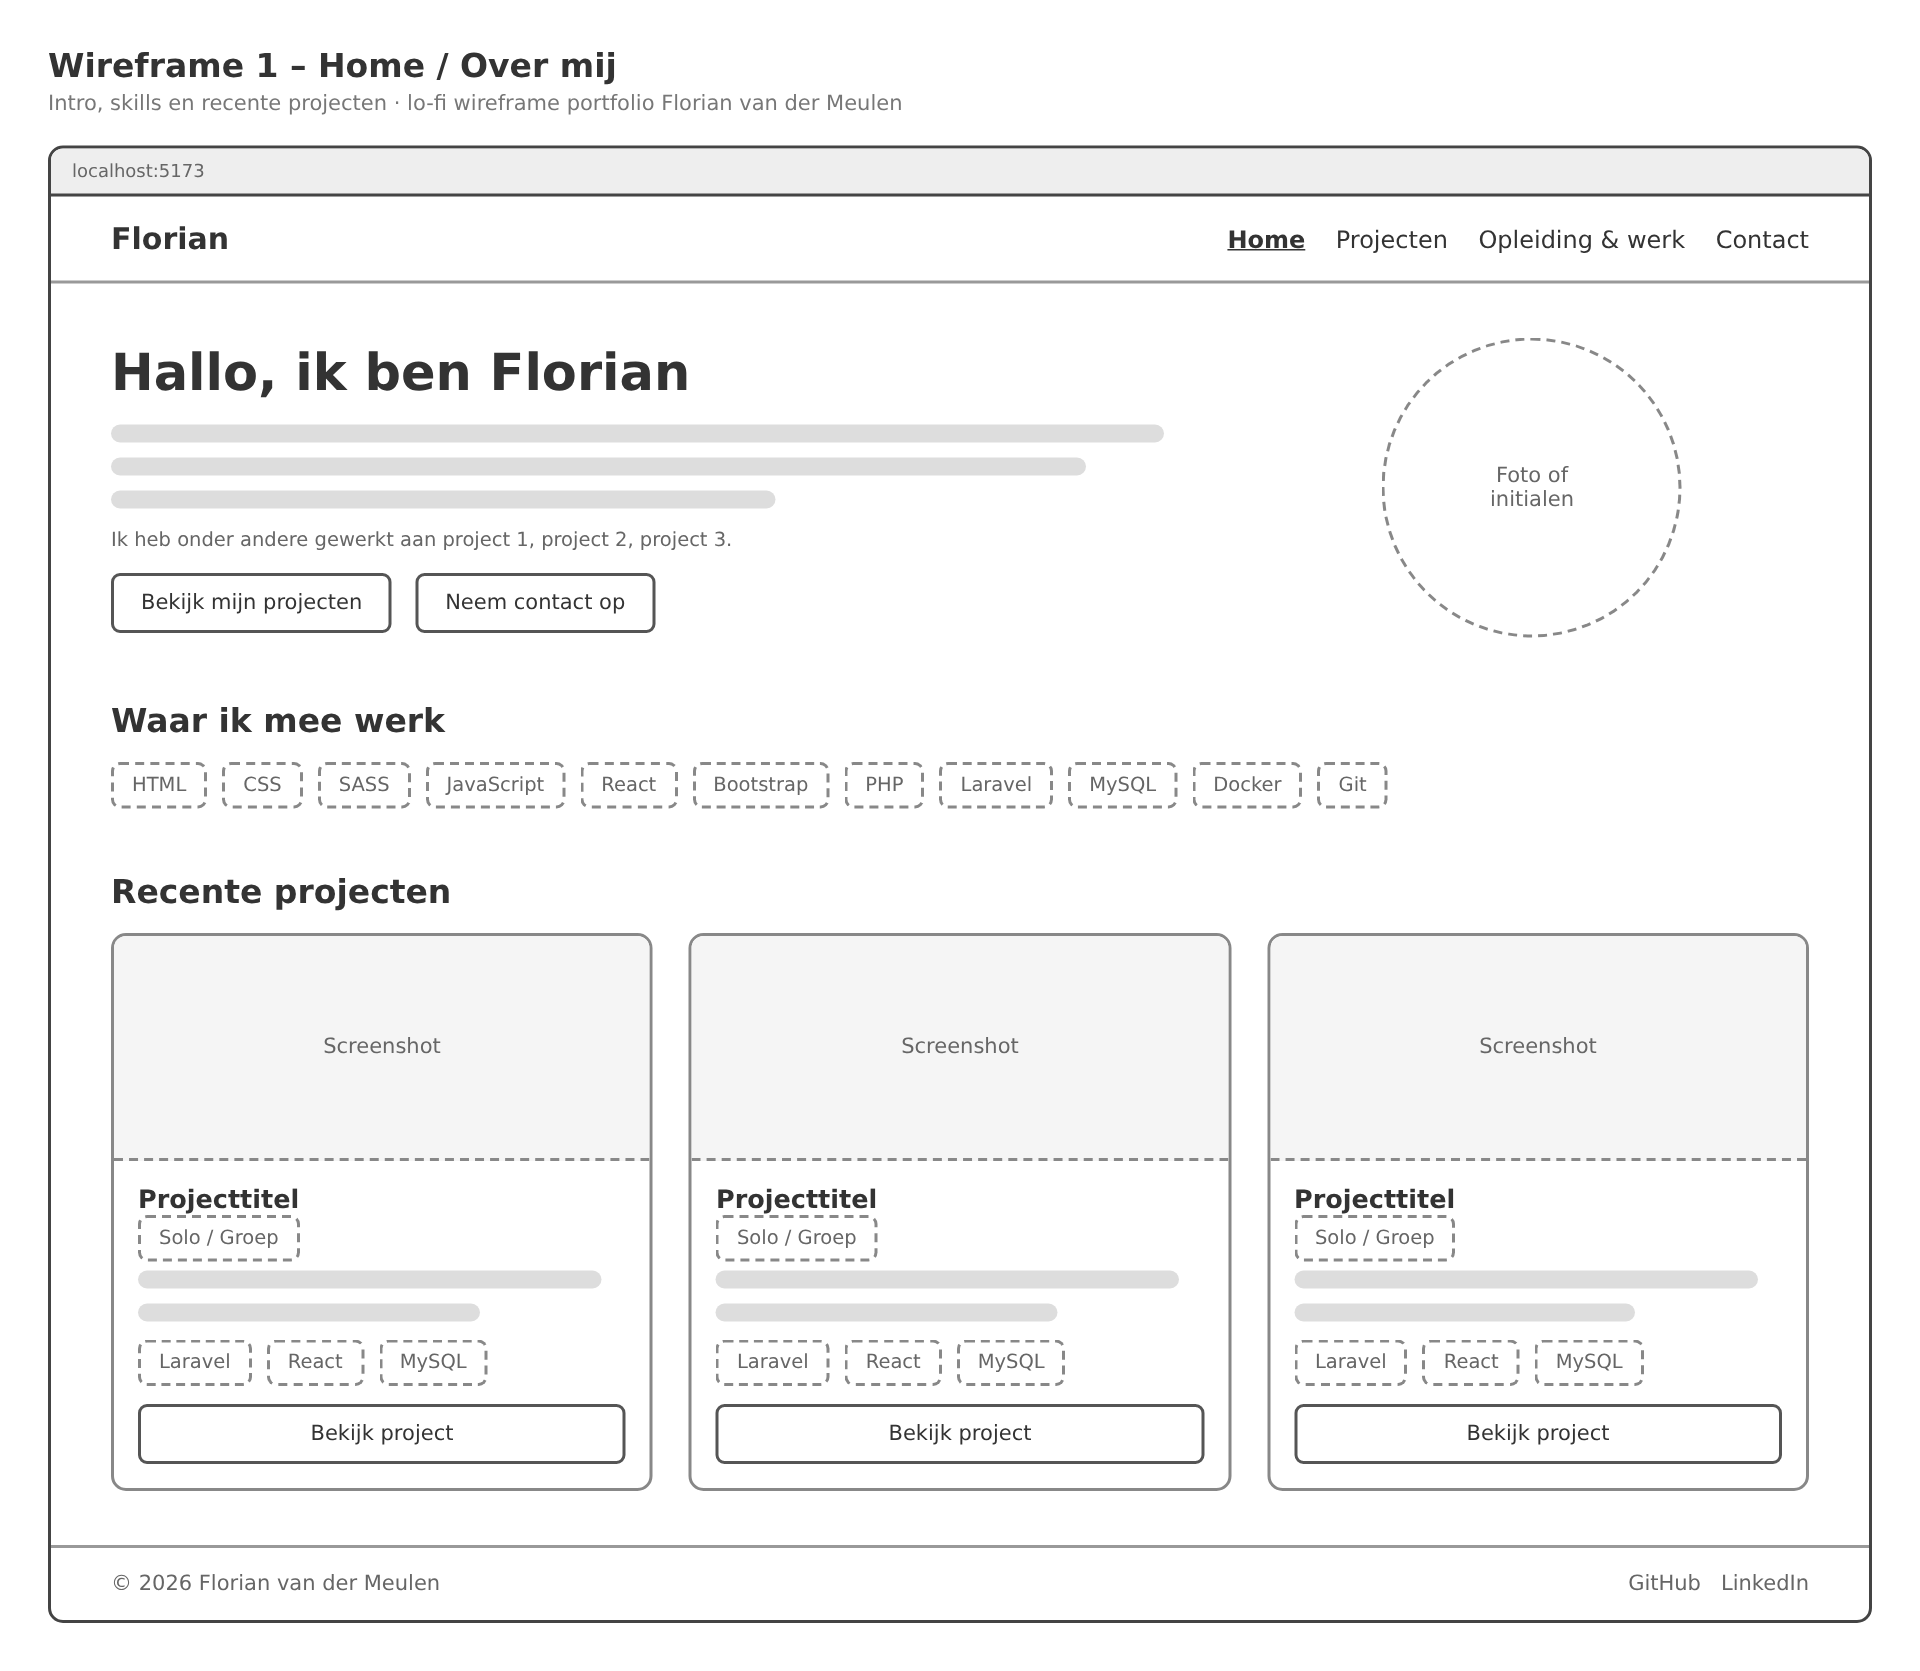 Wireframe 1 – Home / Over mij
Intro, skills en recente projecten · lo-fi wireframe portfolio Florian van der Meulen
localhost:5173
Florian
Home Projecten Opleiding & werk Contact
Hallo, ik ben Florian
Foto of
initialen
Ik heb onder andere gewerkt aan project 1, project 2, project 3.
Bekijk mijn projecten Neem contact op
Waar ik mee werk
HTML CSS SASS JavaScript React Bootstrap PHP Laravel MySQL Docker Git
Recente projecten
Screenshot
Projecttitel
Solo / Groep
Laravel React MySQL
Bekijk project
Screenshot
Projecttitel
Solo / Groep
Laravel React MySQL
Bekijk project
Screenshot
Projecttitel
Solo / Groep
Laravel React MySQL
Bekijk project
© 2026 Florian van der Meulen
GitHub LinkedIn